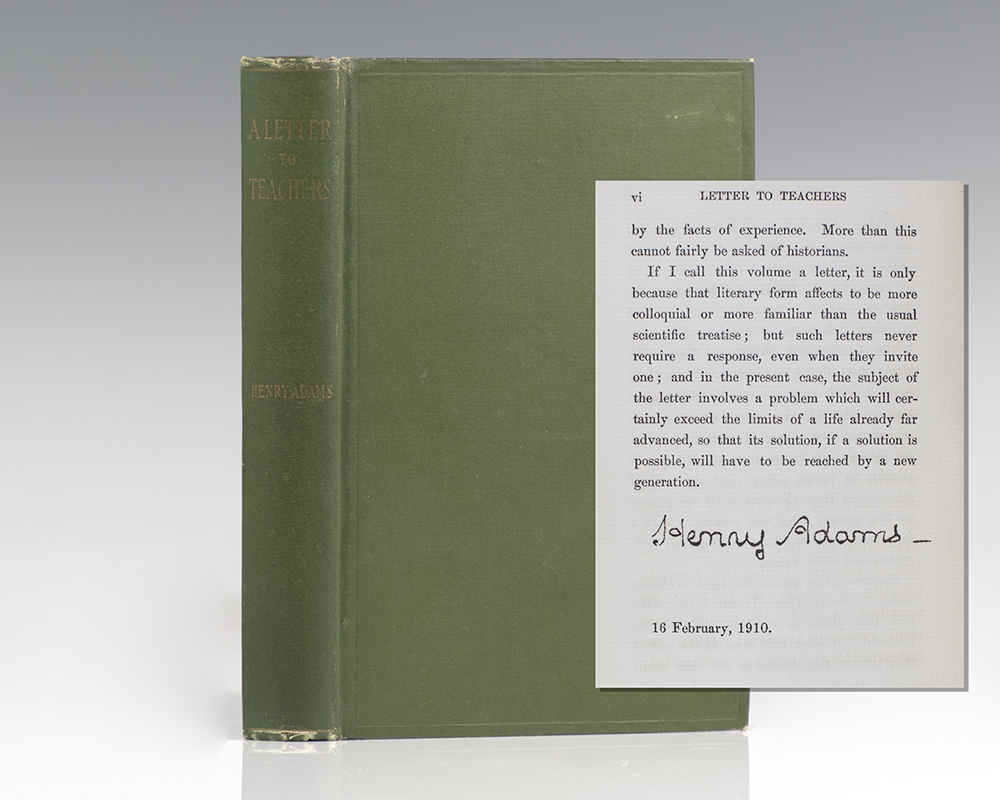 A LETTER
TO
TEACHERS
HENRY ADAMS
vi LETTER TO TEACHERS
by the facts of experience. More than this
cannot fairly be asked of historians.
If I call this volume a letter, it is only
because that literary form affects to be more
colloquial or more familiar than the usual
scientific treatise; but such letters never
require a response, even when they invite
one; and in the present case, the subject of
the letter involves a problem which will cer-
tainly exceed the limits of a life already far
advanced, so that its solution, if a solution is
possible, will have to be reached by a new
generation.
Henry Adams –
16 February, 1910.